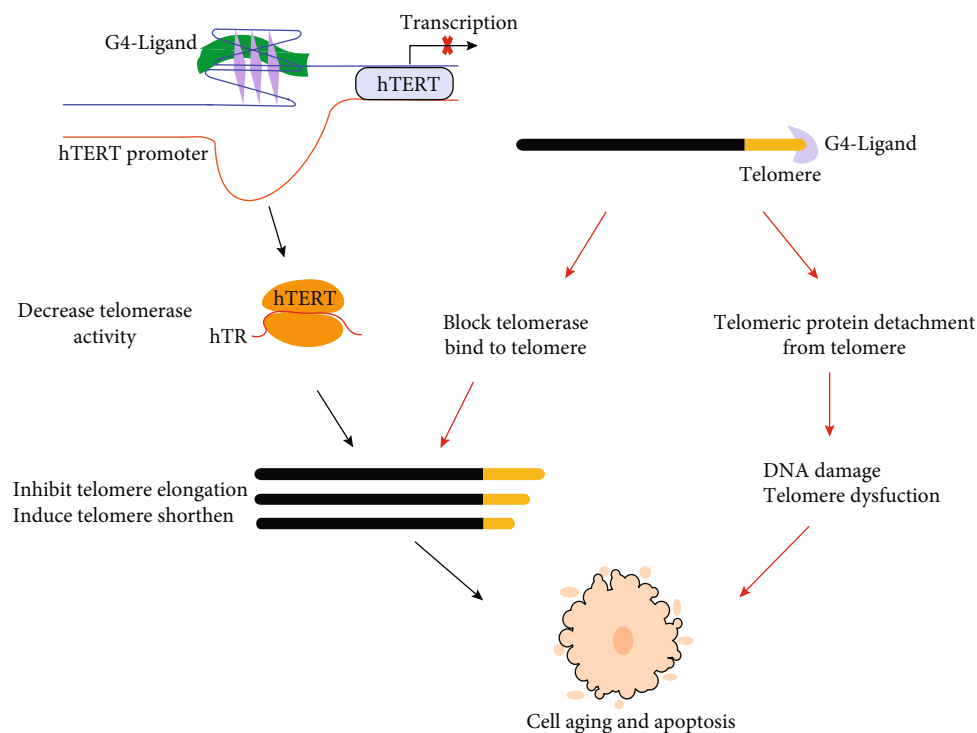 Transcription
G4-Ligand
hTERT
hTERT promoter
G4-Ligand
Telomere
Decrease telomerase
activity
hTERT
hTR
Block telomerase
bind to telomere
Telomeric protein detachment
from telomere
Inhibit telomere elongation
Induce telomere shorthen
DNA damage
Telomere dysfuction
Cell aging and apoptosis